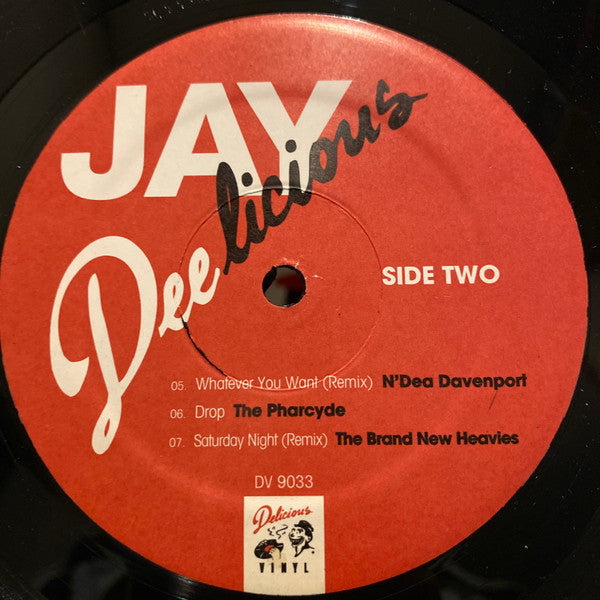 JAY
Deelicious
SIDE TWO
05. Whatever You Want (Remix) N'Dea Davenport
06. Drop The Pharcyde
07. Saturday Night (Remix) The Brand New Heavies
DV 9033
Delicious
VINYL